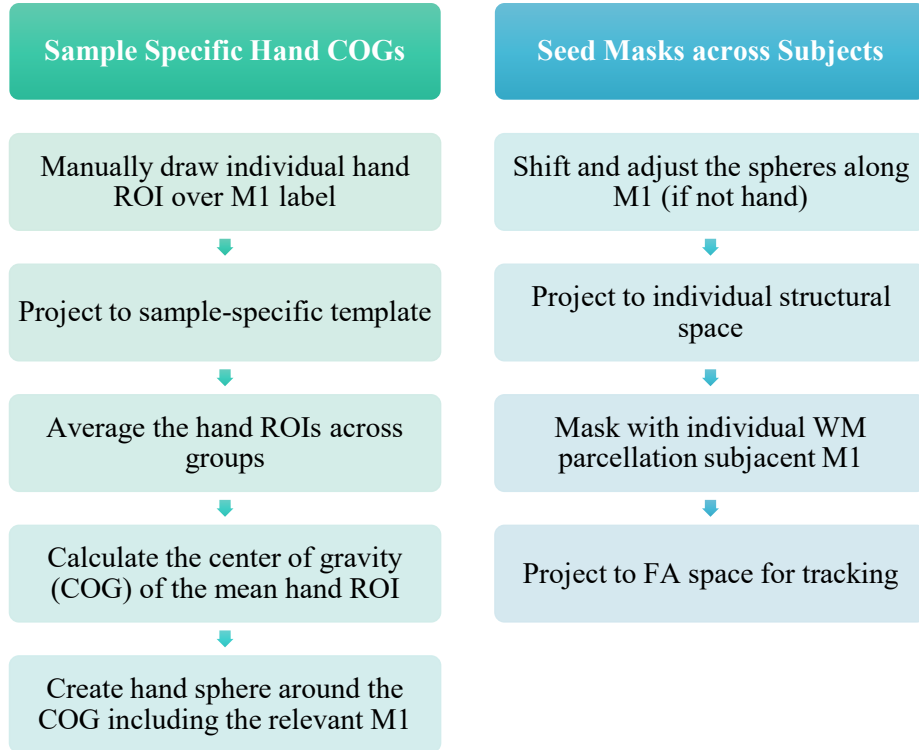 Sample Specific Hand COGs
Manually draw individual hand
ROI over M1 label
Project to sample-specific template
Average the hand ROIs across
groups
Calculate the center of gravity
(COG) of the mean hand ROI
Create hand sphere around the
COG including the relevant M1
Seed Masks across Subjects
Shift and adjust the spheres along
M1 (if not hand)
Project to individual structural
space
Mask with individual WM
parcellation subjacent M1
Project to FA space for tracking